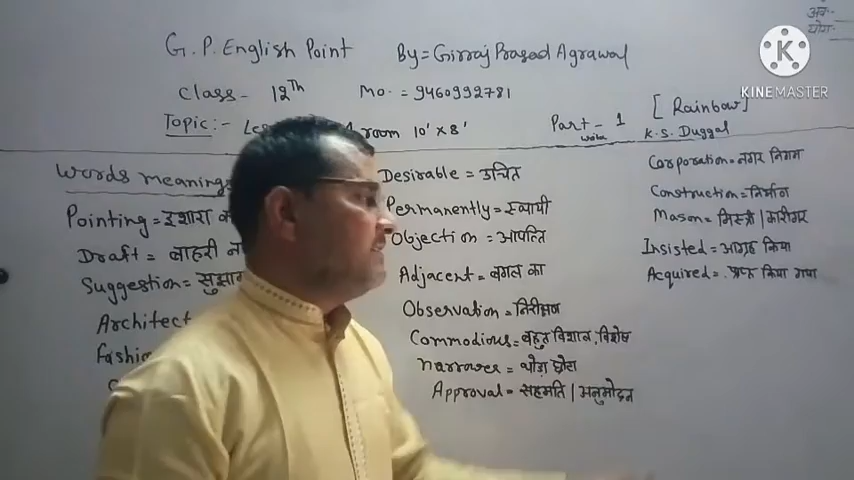 G. P. English Point By= Girraj Prasad Agrawal
Class- 12Th Mo. = 9460992781
Topic:- A room 10' x 8' Part- 1 [Rainbow]
K. S. Duggal
Words meanings
Pointing = इशारा
Draft = बाहरी
Suggestion = सुझाव
Architect
Desirable = उचित
Permanently = स्थायी
Objection = आपत्ति
Adjacent = बगल का
Observation = निरीक्षण
Commodious = बहुत विशाल, विशेष
Narrower = थोड़ा छोटा
Approval = सहमति | अनुमोदन
Corporation = नगर निगम
Construction = निर्माण
Mason = मिस्त्री | कारीगर
Insisted = आग्रह किया
Acquired = प्राप्त किया गया
KINEMASTER